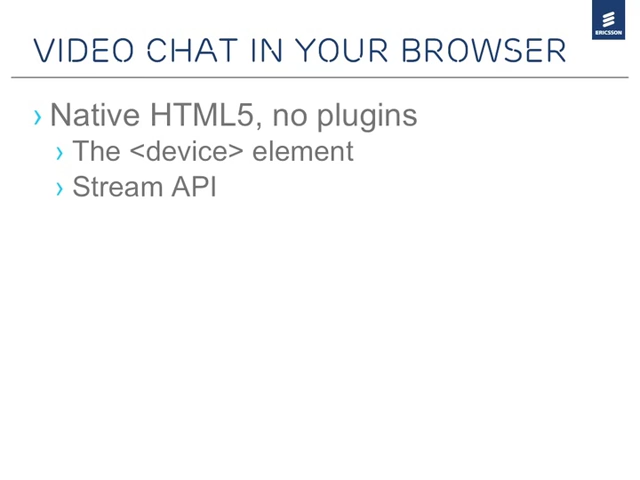 ERICSSON
VIDEO CHAT IN YOUR BROWSER
› Native HTML5, no plugins
› The <device> element
› Stream API